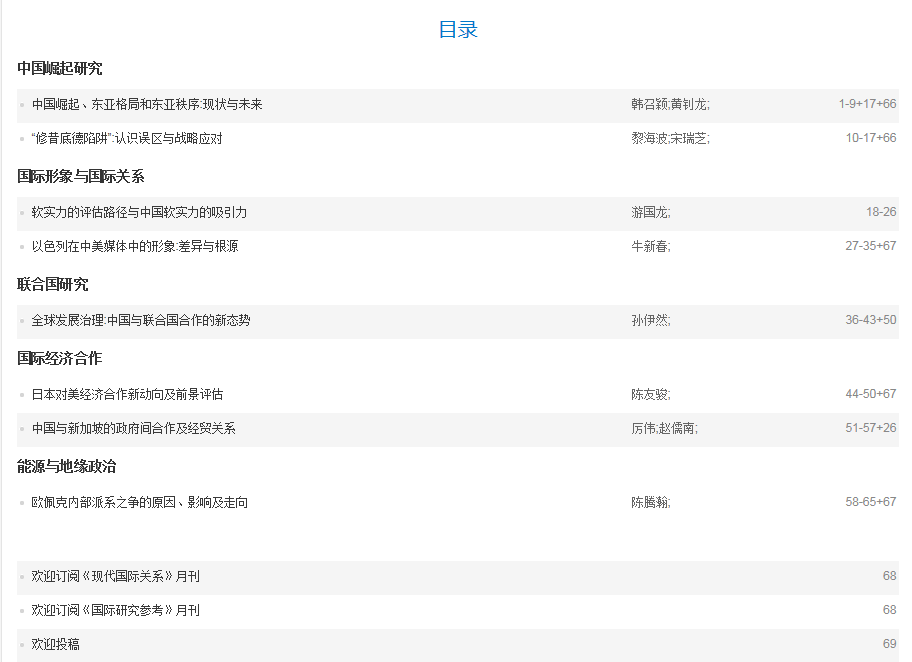 目录
中国崛起研究
中国崛起、东亚格局和东亚秩序:现状与未来 韩召颖;黄钊龙; 1-9+17+66
“修昔底德陷阱”:认识误区与战略应对 黎海波;宋瑞芝; 10-17+66
国际形象与国际关系
软实力的评估路径与中国软实力的吸引力 游国龙; 18-26
以色列在中美媒体中的形象:差异与根源 牛新春; 27-35+67
联合国研究
全球发展治理:中国与联合国合作的新态势 孙伊然; 36-43+50
国际经济合作
日本对美经济合作新动向及前景评估 陈友骏; 44-50+67
中国与新加坡的政府间合作及经贸关系 厉伟;赵儒南; 51-57+26
能源与地缘政治
欧佩克内部派系之争的原因、影响及走向 陈腾瀚; 58-65+67
欢迎订阅《现代国际关系》月刊 68
欢迎订阅《国际研究参考》月刊 68
欢迎投稿 69